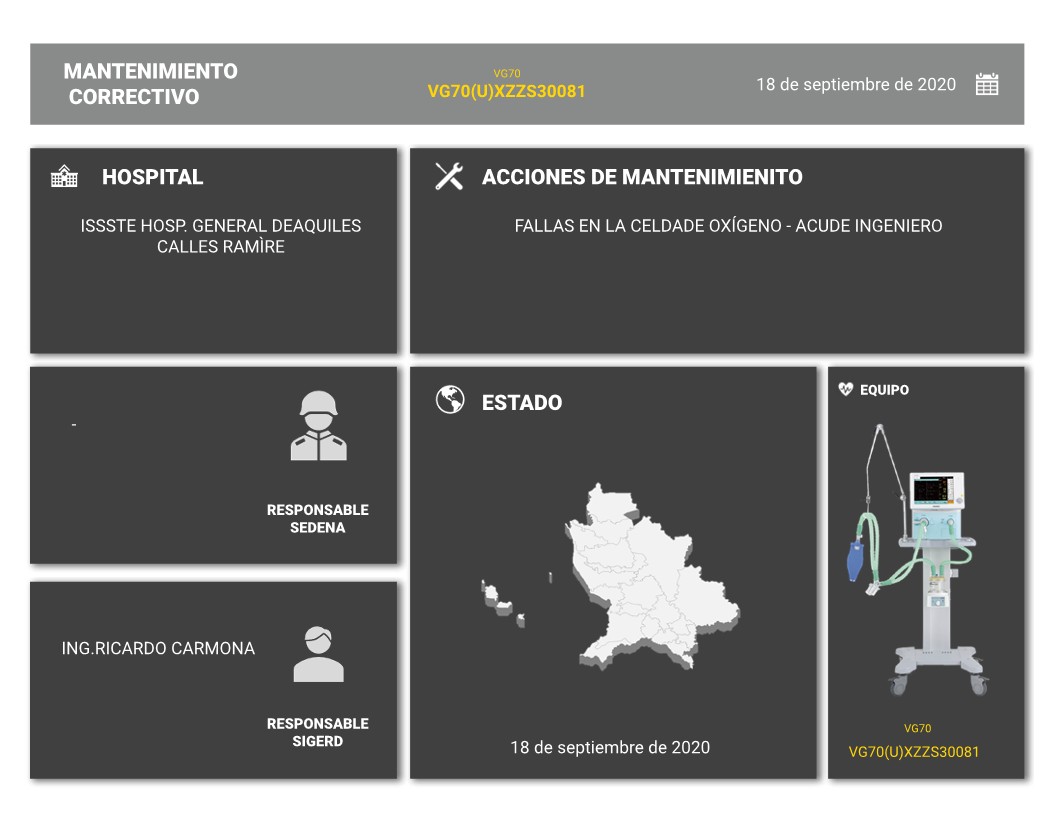 MANTENIMIENTO
CORRECTIVO
VG70
VG70(U)XZZS30081
18 de septiembre de 2020
HOSPITAL
ISSSTE HOSP. GENERAL DEAQUILES
CALLES RAMÌRE
ACCIONES DE MANTENIMIENITO
FALLAS EN LA CELDADE OXÍGENO - ACUDE INGENIERO
-
RESPONSABLE
SEDENA
ING.RICARDO CARMONA
RESPONSABLE
SIGERD
ESTADO
18 de septiembre de 2020
EQUIPO
VG70
VG70(U)XZZS30081